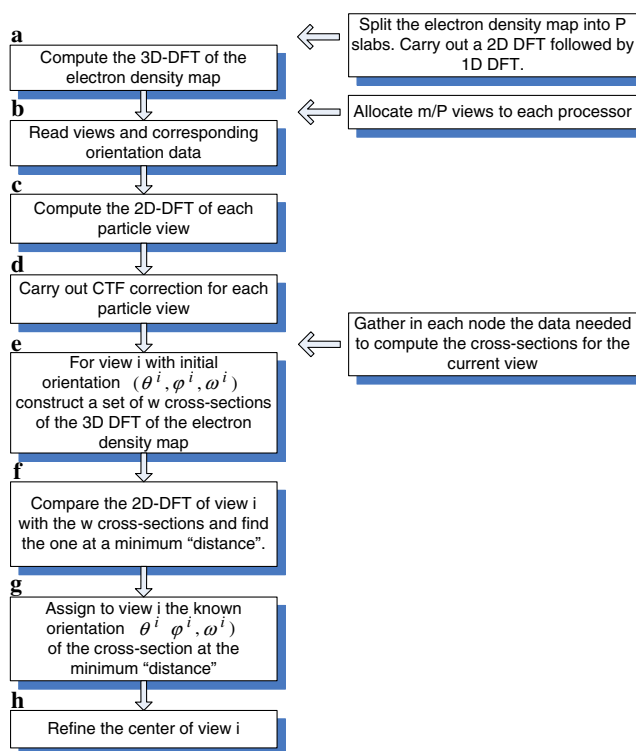 a
Compute the 3D-DFT of the
electron density map
Split the electron density map into P
slabs. Carry out a 2D DFT followed by
1D DFT.
b
Read views and corresponding
orientation data
Allocate m/P views to each processor
c
Compute the 2D-DFT of each
particle view
d
Carry out CTF correction for each
particle view
Gather in each node the data needed
to compute the cross-sections for the
current view
e
For view i with initial
orientation (θ^i, φ^i, ω^i)
construct a set of w cross-sections
of the 3D DFT of the electron
density map
f
Compare the 2D-DFT of view i
with the w cross-sections and find
the one at a minimum “distance”.
g
Assign to view i the known
orientation θ^i φ^i, ω^i)
of the cross-section at the
minimum “distance”
h
Refine the center of view i